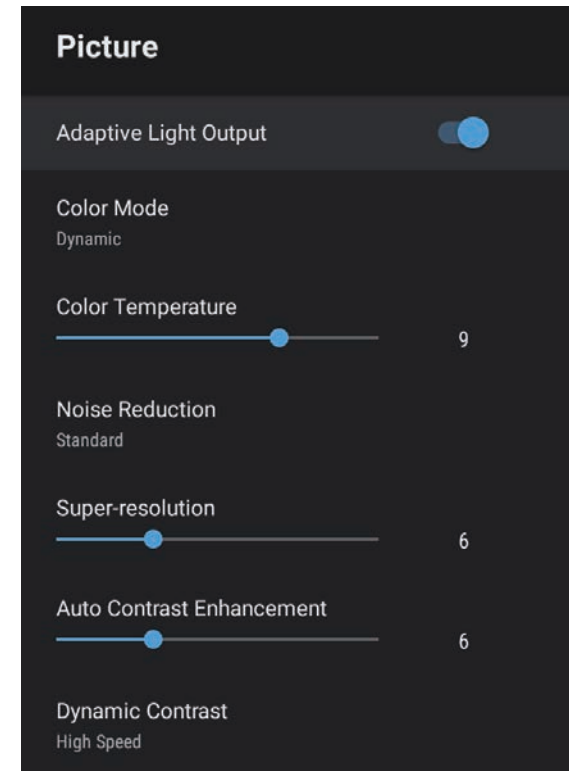 Picture
Adaptive Light Output
Color Mode
Dynamic
Color Temperature
9
Noise Reduction
Standard
Super-resolution
6
Auto Contrast Enhancement
6
Dynamic Contrast
High Speed